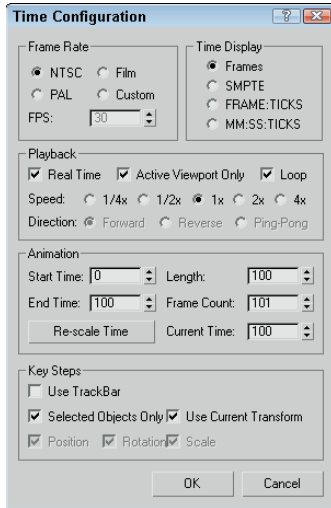 Time Configuration
Frame Rate
NTSC Film
PAL Custom
FPS: 30
Time Display
Frames
SMPTE
FRAME:TICKS
MM:SS:TICKS
Playback
Real Time Active Viewport Only Loop
Speed: 1/4x 1/2x 1x 2x 4x
Direction: Forward Reverse Ping-Pong
Animation
Start Time: 0 Length: 100
End Time: 100 Frame Count: 101
Re-scale Time Current Time: 100
Key Steps
Use TrackBar
Selected Objects Only Use Current Transform
Position Rotation Scale
OK Cancel